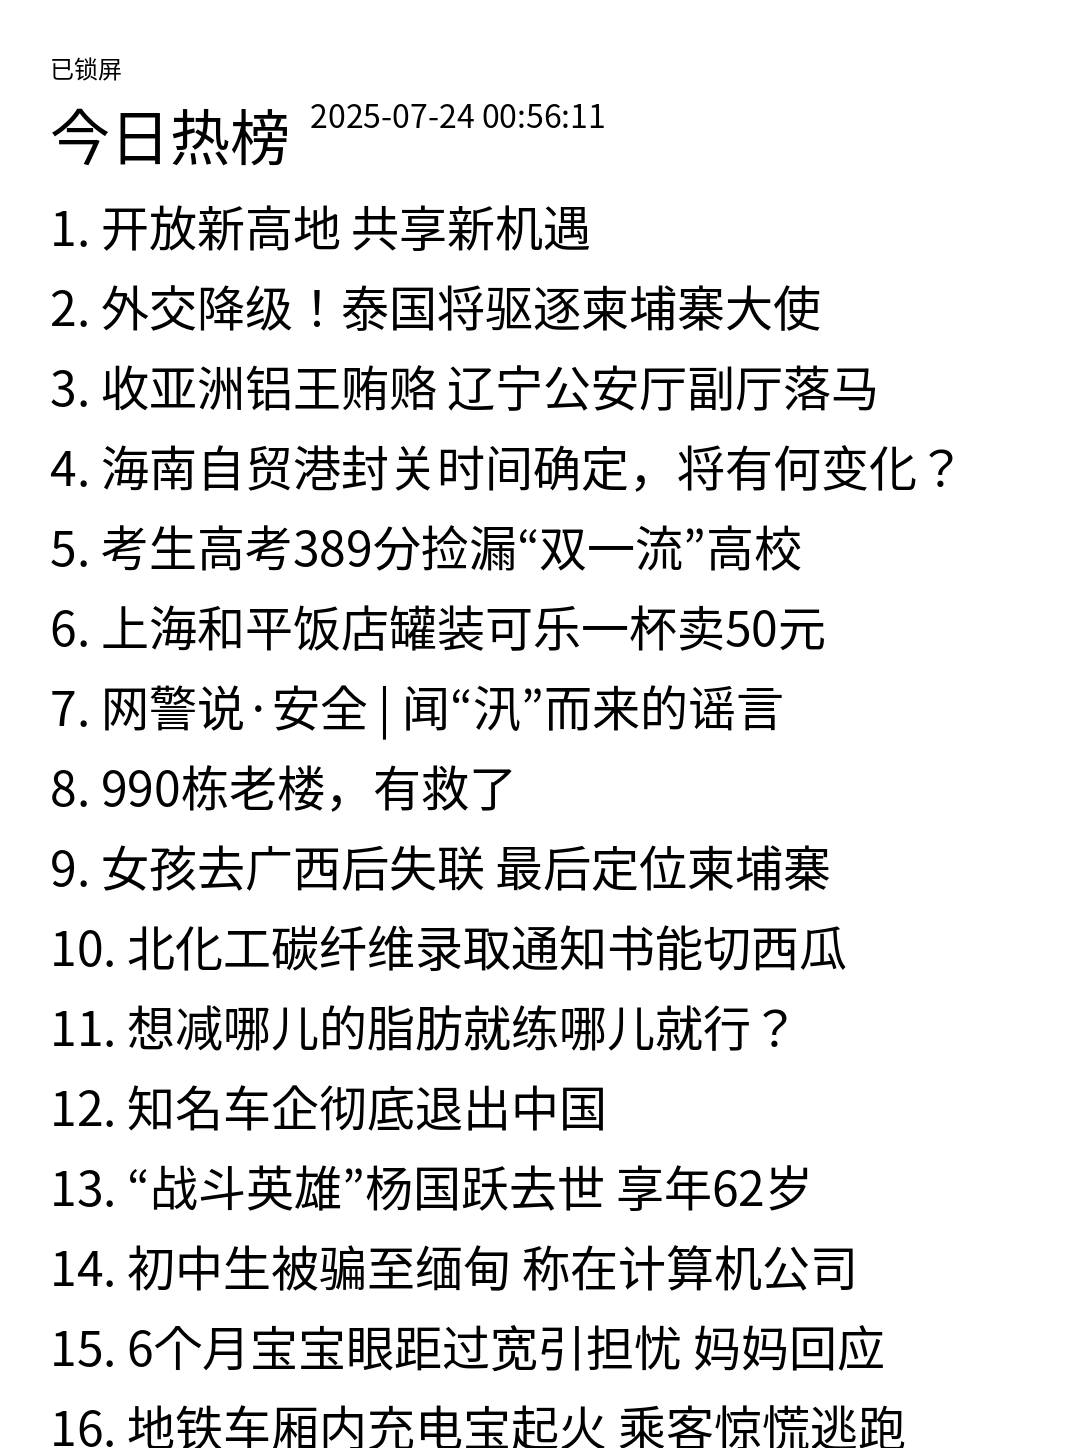 已锁屏
今日热榜 2025-07-24 00:56:11
1. 开放新高地 共享新机遇
2. 外交降级！泰国将驱逐柬埔寨大使
3. 收亚洲铝王贿赂 辽宁公安厅副厅落马
4. 海南自贸港封关时间确定，将有何变化？
5. 考生高考389分捡漏“双一流”高校
6. 上海和平饭店罐装可乐一杯卖50元
7. 网警说·安全 | 闻“汛”而来的谣言
8. 990栋老楼，有救了
9. 女孩去广西后失联 最后定位柬埔寨
10. 北化工碳纤维录取通知书能切西瓜
11. 想减哪儿的脂肪就练哪儿就行？
12. 知名车企彻底退出中国
13. “战斗英雄”杨国跃去世 享年62岁
14. 初中生被骗至缅甸 称在计算机公司
15. 6个月宝宝眼距过宽引担忧 妈妈回应
16. 地铁车厢内充电宝起火 乘客惊慌逃跑